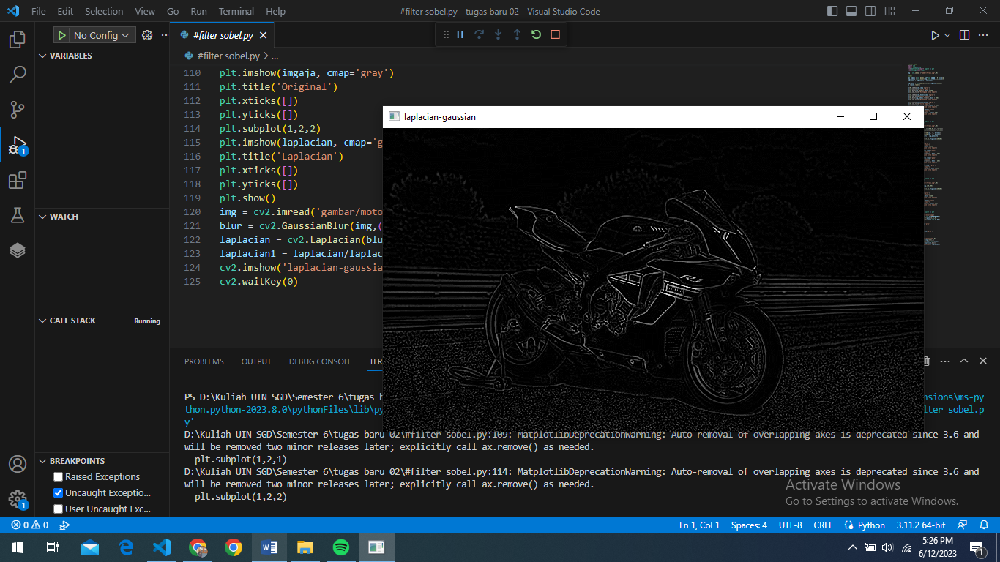 File Edit Selection View Go Run Terminal Help
#filter sobel.py - tugas baru 02 - Visual Studio Code
No Config
#filter sobel.py
#filter sobel.py > ...
VARIABLES
WATCH
CALL STACK Running
BREAKPOINTS
Raised Exceptions
Uncaught Exceptio...
User Uncaught Exc...
110 plt.imshow(imgaja, cmap='gray')
111 plt.title('Original')
112 plt.xticks([])
113 plt.yticks([])
114 plt.subplot(1,2,2)
115 plt.imshow(laplacian, cmap='g
116 plt.title('Laplacian')
117 plt.xticks([])
118 plt.yticks([])
119 plt.show()
120 img = cv2.imread('gambar/moto
121 blur = cv2.GaussianBlur(img,(
122 laplacian = cv2.Laplacian(blu
123 laplacian1 = laplacian/laplac
124 cv2.imshow('laplacian-gaussia
125 cv2.waitKey(0)
laplacian-gaussian
R1
PROBLEMS OUTPUT DEBUG CONSOLE TER
PS D:\Kuliah UIN SGD\Semester 6\tugas b nsions\ms-py
thon.python-2023.8.0\pythonFiles\lib\py ilter sobel.p
y'
D:\Kuliah UIN SGD\Semester 6\tugas baru 02\#filter sobel.py:109: MatplotlibDeprecationWarning: Auto-removal of overlapping axes is deprecated since 3.6 and
will be removed two minor releases later; explicitly call ax.remove() as needed.
plt.subplot(1,2,1)
D:\Kuliah UIN SGD\Semester 6\tugas baru 02\#filter sobel.py:114: MatplotlibDeprecationWarning: Auto-removal of overlapping axes is deprecated since 3.6 and
will be removed two minor releases later; explicitly call ax.remove() as needed.
plt.subplot(1,2,2)
Activate Windows
Go to Settings to activate Windows.
1
1
0 0
Ln 1, Col 1 Spaces: 4 UTF-8 CRLF Python 3.11.2 64-bit
5:26 PM
6/12/2023
1